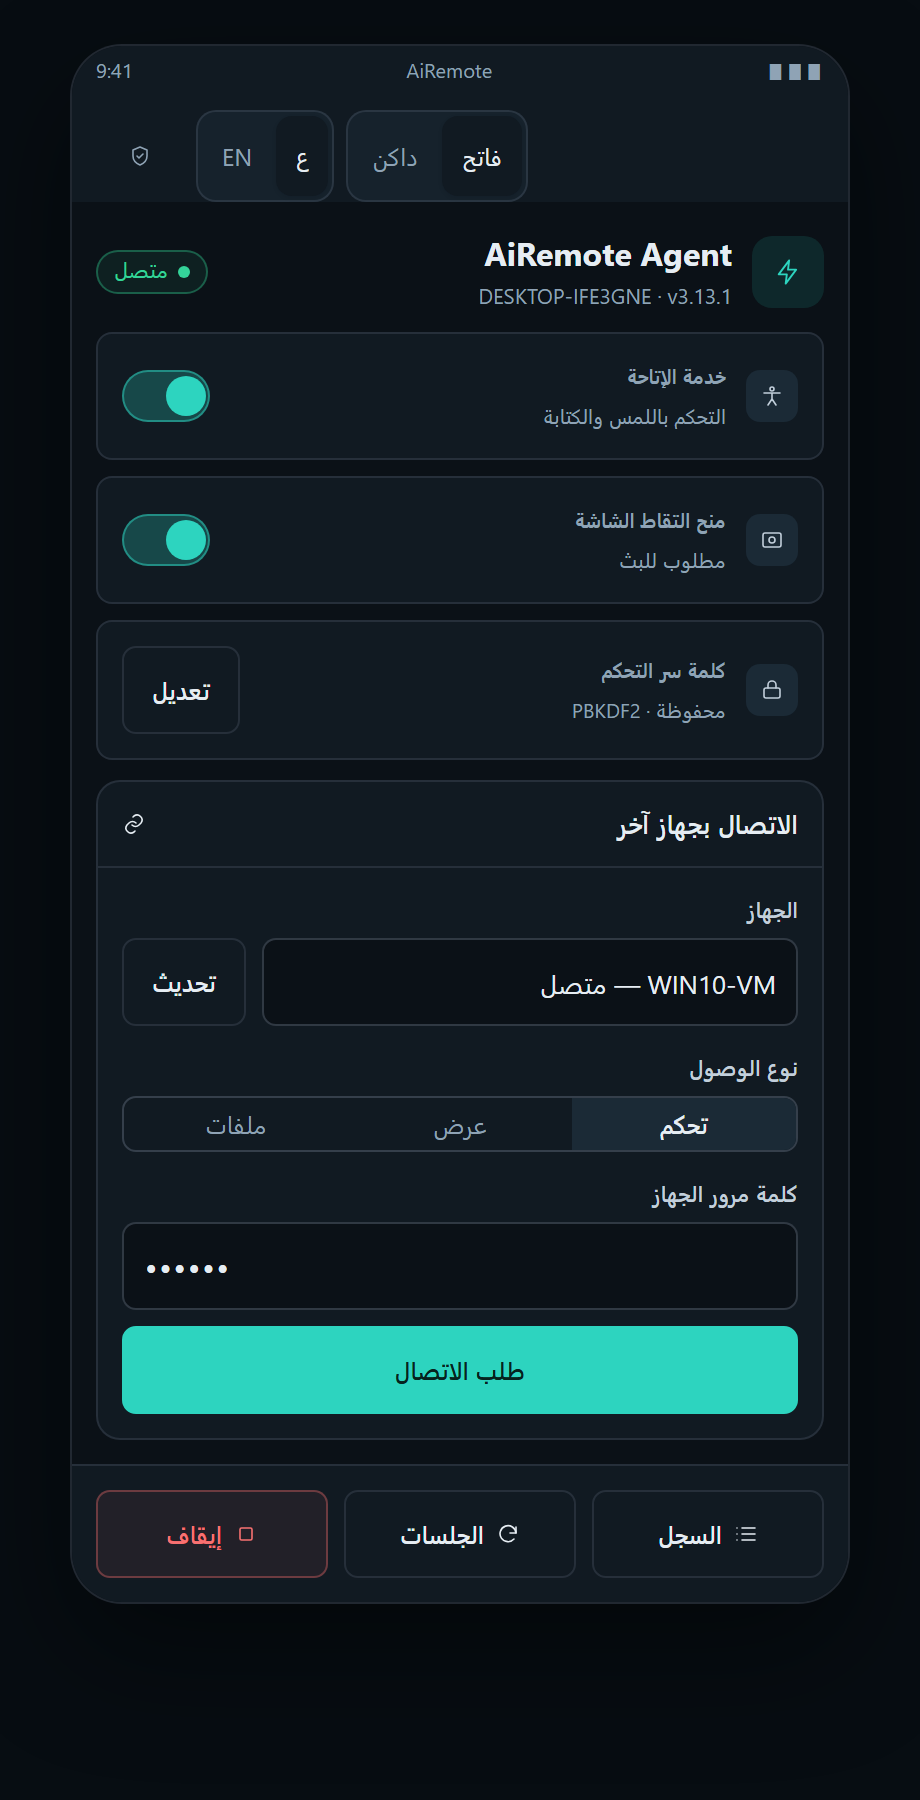 9:41
AiRemote
فاتح
داكن
ع
EN
AiRemote Agent
DESKTOP-IFE3GNE · v3.13.1
متصل
خدمة الإتاحة
التحكم باللمس والكتابة
منح التقاط الشاشة
مطلوب للبث
كلمة سر التحكم
محفوظة · PBKDF2
تعديل
الاتصال بجهاز آخر
الجهاز
WIN10-VM — متصل
تحديث
نوع الوصول
تحكم
عرض
ملفات
كلمة مرور الجهاز
••••••
طلب الاتصال
السجل
الجلسات
إيقاف